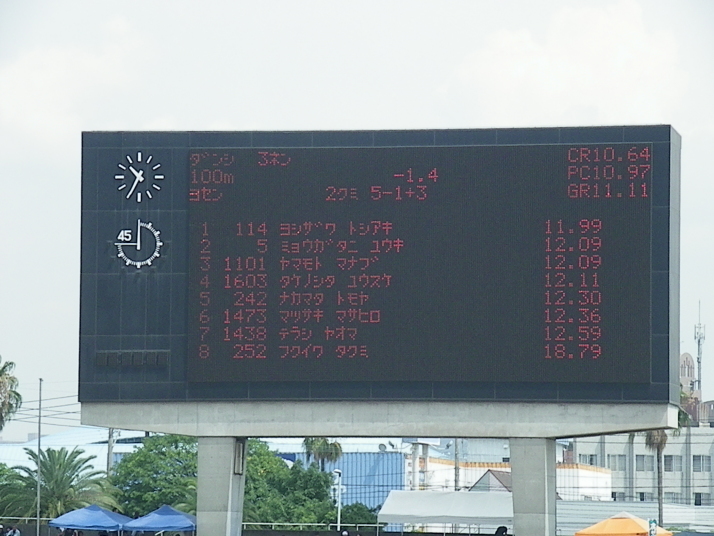 ダンシ 3ネン CR10.64
100m -1.4 PC10.97
ヨセン 2クミ 5-1+3 GR11.11
45
1 114 ヨシザワ トシアキ 11.99
2 5 ミョウガタニ ユウキ 12.09
3 1101 ヤマモト マナブ 12.09
4 1603 タケノシタ ユウスケ 12.11
5 242 ナカマタ トモヤ 12.30
6 1473 マツサキ マサヒロ 12.36
7 1438 テラシ ヤオマ 12.59
8 252 フクイワ タクミ 18.79